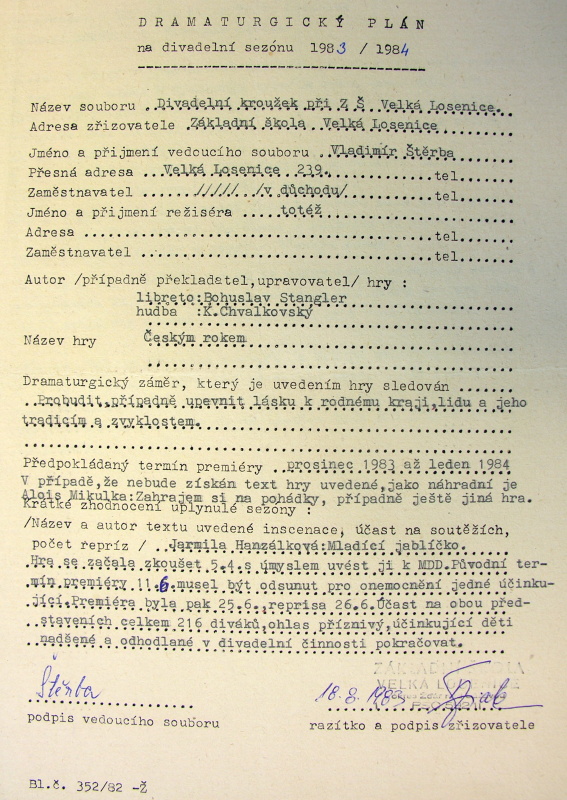 DRAMATURGICKÝ PLÁN
na divadelní sezónu 1983 / 1984
Název souboru ..Divadelní kroužek při Z Š Velká Losenice.
Adresa zřizovatele Základní škola Velká Losenice
Jméno a přijmení vedoucího souboru ..Vladimír Štěrba
Přesná adresa ..Velká Losenice 239. tel
Zaměstnavatel ///// /v důchodu/ tel
Jméno a přijmení režiséra ....totéž
Adresa tel
Zaměstnavatel tel
Autor /případně překladatel,upravovatel/ hry :
libreto:Bohuslav Stangler
hudba :K.Chvalkovský
Název hry Českým rokem
Dramaturgický záměr, který je uvedením hry sledován ......
..Probudit,případně upevnit lásku k rodnému kraji,lidu a jeho
tradicím a zvyklostem.
Předpokládaný termín premiéry ..prosinec 1983 až leden 1984
V případě,že nebude získán text hry uvedené,jako náhradní je
Alois Mikulka:Zahrajem si na pohádky, případně ještě jiná hra.
Krátké zhodnocení uplynulé sezony :
/Název a autor textu uvedené inscenace, účast na soutěžích,
počet repríz / ..Jarmila Hanzálková:Mladící jablíčko.
Hra se začala zkoušet 5.4.s úmyslem uvést ji k MDD.Původní ter-
mín premiéry 11.6.musel být odsunut pro onemocnění jedné účinku-
jící.Premiéra byla pak 25.6.,reprisa 26.6.Účast na obou před-
staveních celkem 216 diváků,ohlas příznivý,účinkující děti
nadšené a odhodlané v divadelní činnosti pokračovat.
ZÁKLADNÍ ŠKOLA
VELKÁ LOSENICE
Štěrba 18.8.1983
podpis vedoucího souboru razítko a podpis zřizovatele
Bl.č. 352/82 -Ž